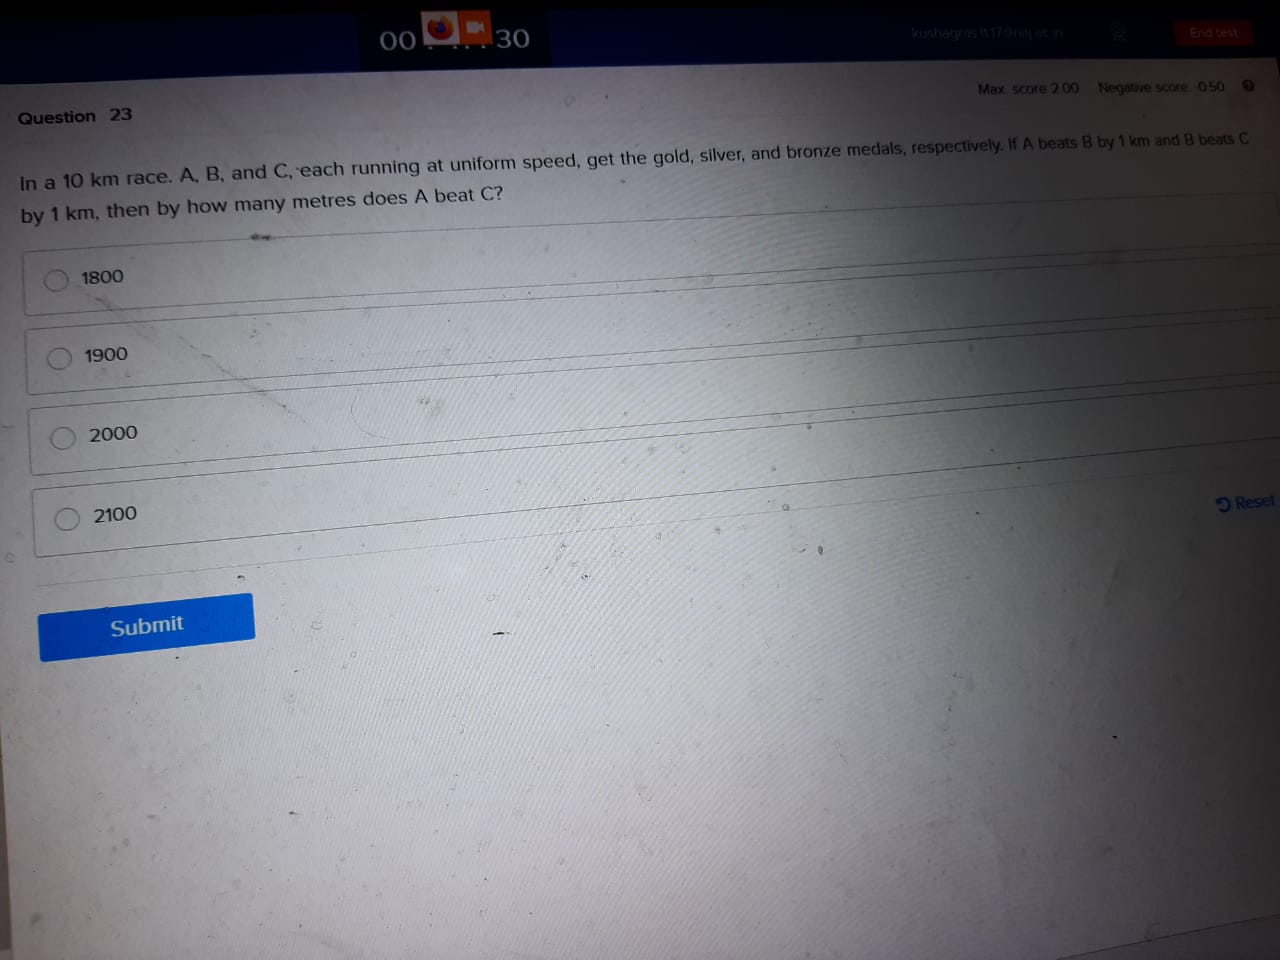 00 30
End test
Max. score 2.00 Negative score. -0.50
Question 23
In a 10 km race. A, B, and C, each running at uniform speed, get the gold, silver, and bronze medals, respectively. If A beats B by 1 km and B beats C
by 1 km, then by how many metres does A beat C?
1800
1900
2000
2100
Reset
Submit